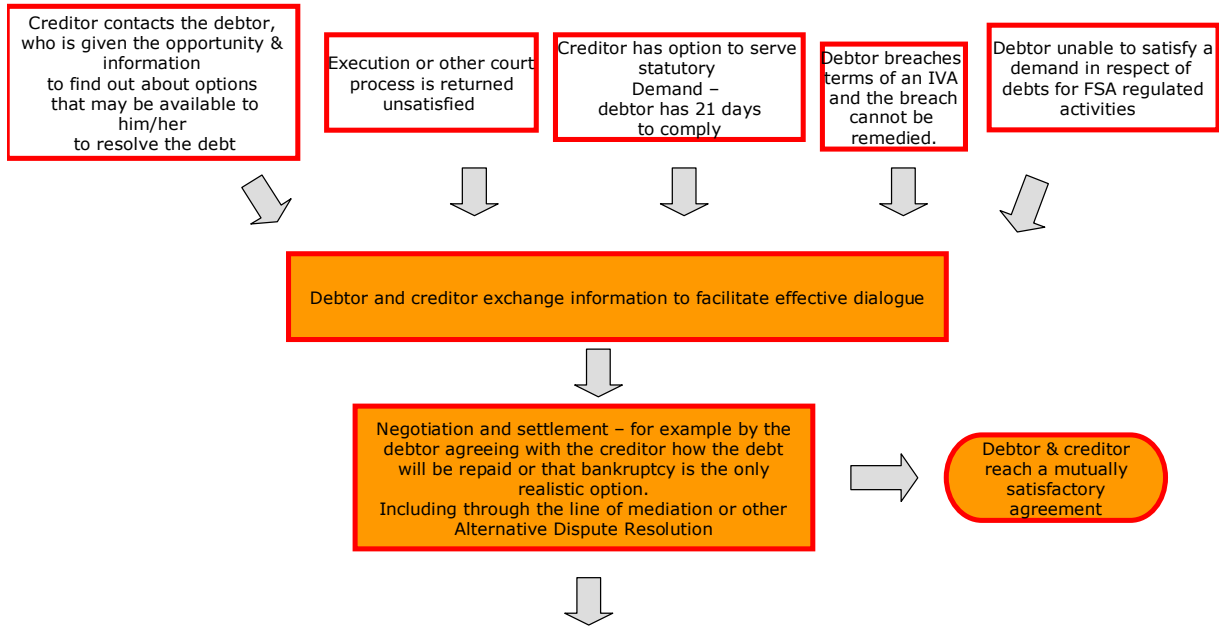 Creditor contacts the debtor,
who is given the opportunity &
information
to find out about options
that may be available to
him/her
to resolve the debt
Execution or other court
process is returned
unsatisfied
Creditor has option to serve
statutory
Demand –
debtor has 21 days
to comply
Debtor breaches
terms of an IVA
and the breach
cannot be
remedied.
Debtor unable to satisfy a
demand in respect of
debts for FSA regulated
activities
Debtor and creditor exchange information to facilitate effective dialogue
Negotiation and settlement – for example by the
debtor agreeing with the creditor how the debt
will be repaid or that bankruptcy is the only
realistic option.
Including through the line of mediation or other
Alternative Dispute Resolution
Debtor & creditor
reach a mutually
satisfactory
agreement